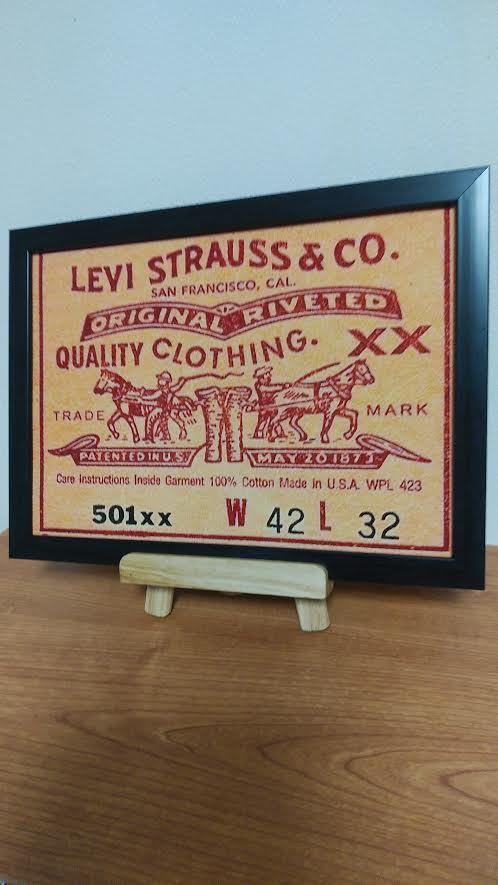 LEVI STRAUSS & CO.
SAN FRANCISCO, CAL.
ORIGINAL RIVETED
QUALITY CLOTHING. XX
TRADE MARK
PATENTED IN U.S. MAY 20 1873
Care Instructions Inside Garment 100% Cotton Made in U.S.A. WPL 423
501xx W 42 L 32